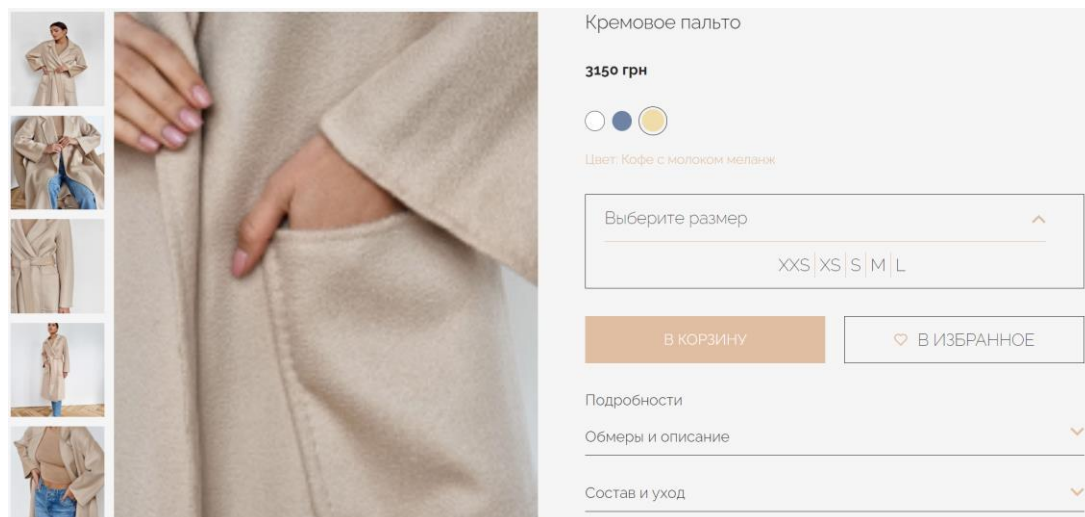 Кремовое пальто
3150 грн
Цвет: Кофе с молоком меланж
Выберите размер
XXS XS S M L
В КОРЗИНУ
В ИЗБРАННОЕ
Подробности
Обмеры и описание
Состав и уход